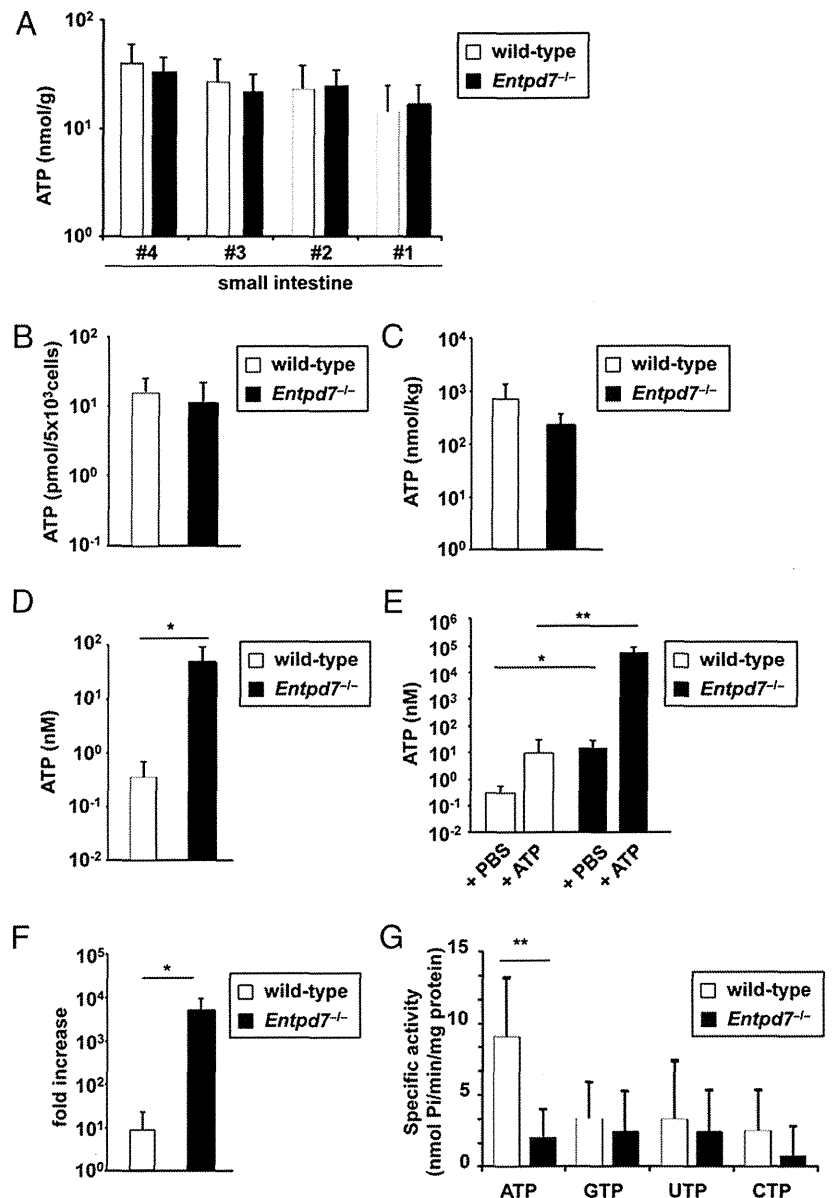 A
ATP (nmol/g)
10²
10¹
10⁰
#4 #3 #2 #1
small intestine
wild-type
Entpd7⁻/⁻
B
ATP (pmol/5x10³cells)
10²
10¹
10⁰
10⁻¹
wild-type
Entpd7⁻/⁻
C
ATP (nmol/kg)
10⁴
10³
10²
10¹
10⁰
wild-type
Entpd7⁻/⁻
D
ATP (nM)
10²
10¹
10⁰
10⁻¹
10⁻²
*
wild-type
Entpd7⁻/⁻
E
ATP (nM)
10⁶
10⁵
10⁴
10³
10²
10¹
10⁰
10⁻¹
10⁻²
**
*
+ PBS + ATP + PBS + ATP
wild-type
Entpd7⁻/⁻
F
fold increase
10⁵
10⁴
10³
10²
10¹
10⁰
*
wild-type
Entpd7⁻/⁻
G
Specific activity
(nmol Pi/min/mg protein)
15
10
5
0
**
ATP GTP UTP CTP
wild-type
Entpd7⁻/⁻